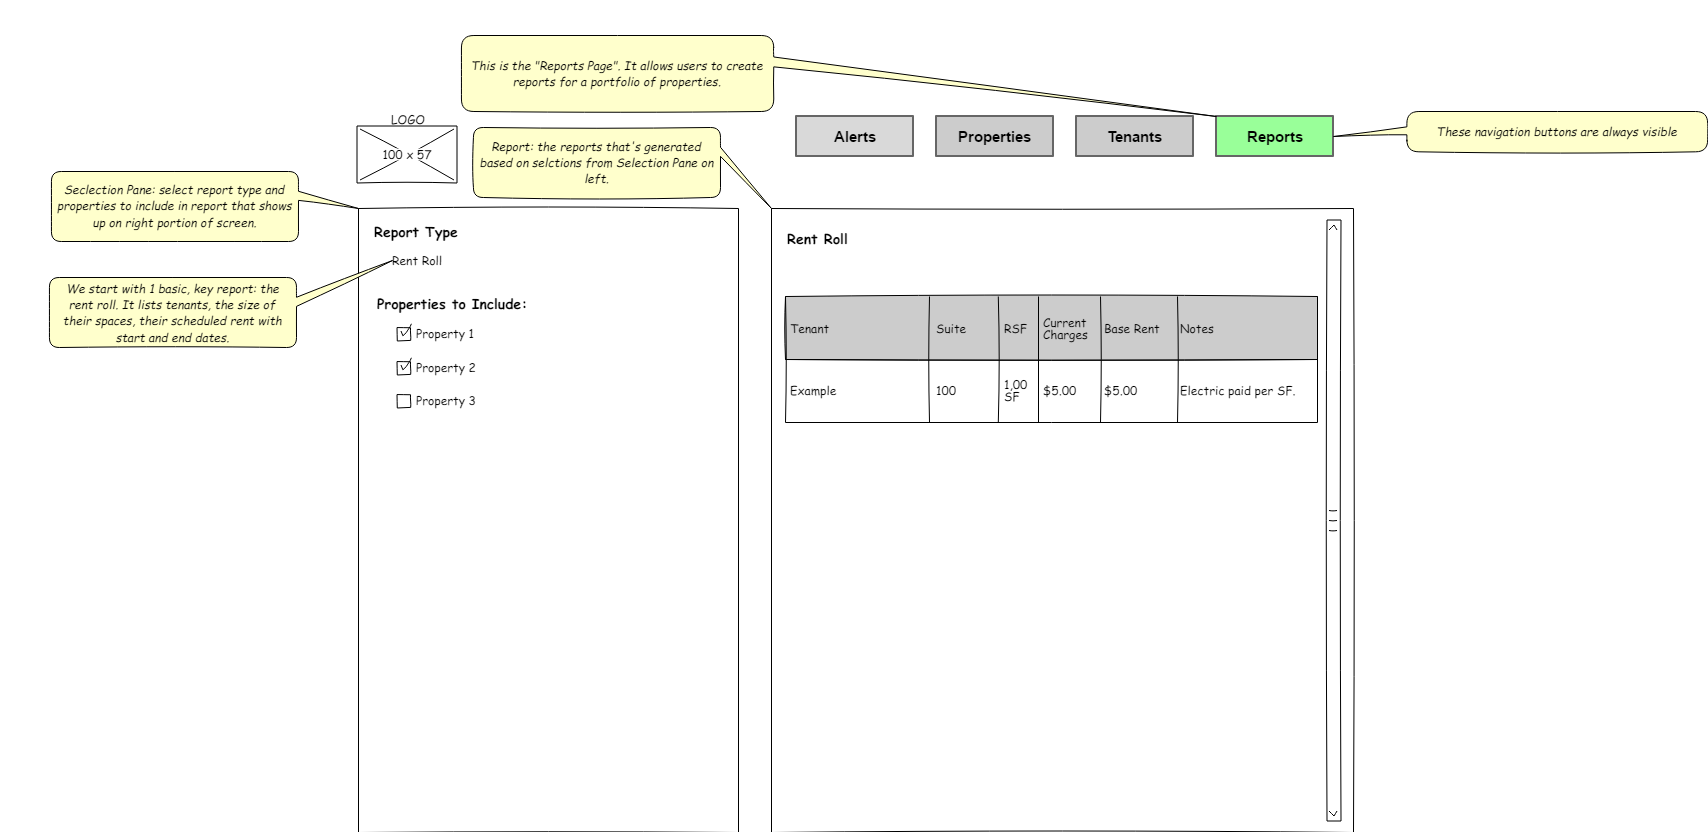 This is the "Reports Page". It allows users to create
reports for a portfolio of properties.
LOGO
100 x 57
Report: the reports that's generated
based on selctions from Selection Pane on
left.
Alerts
Properties
Tenants
Reports
These navigation buttons are always visible
Seclection Pane: select report type and
properties to include in report that shows
up on right portion of screen.
We start with 1 basic, key report: the
rent roll. It lists tenants, the size of
their spaces, their scheduled rent with
start and end dates.
Report Type
Rent Roll
Properties to Include:
Property 1
Property 2
Property 3
Rent Roll
Tenant
Suite
RSF
Current
Charges
Base Rent
Notes
Example
100
1,00
SF
$5.00
$5.00
Electric paid per SF.